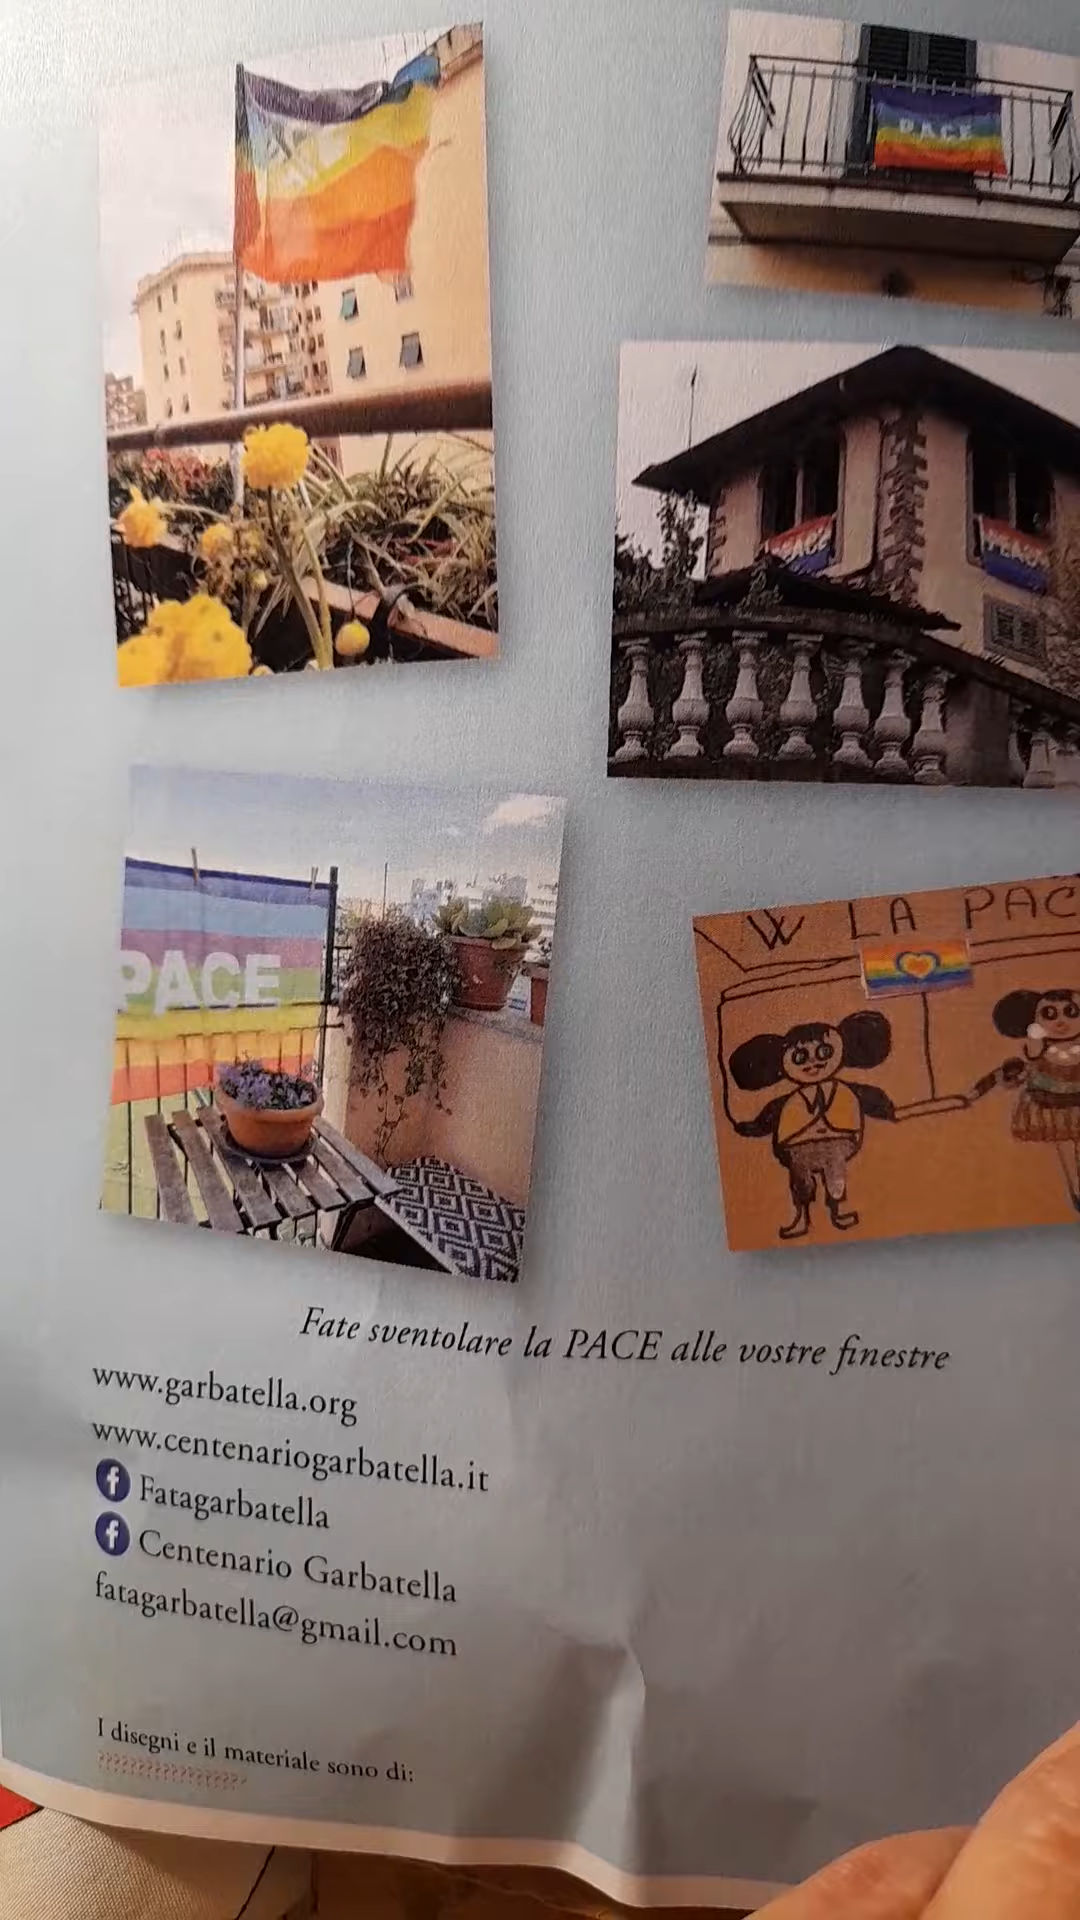 PACE
PACE
PEACE
PACE
W LA PAC
Fate sventolare la PACE alle vostre finestre
www.garbatella.org
www.centenariogarbatella.it
Fatagarbatella
Centenario Garbatella
fatagarbatella@gmail.com
I disegni e il materiale sono di:
?????????????????